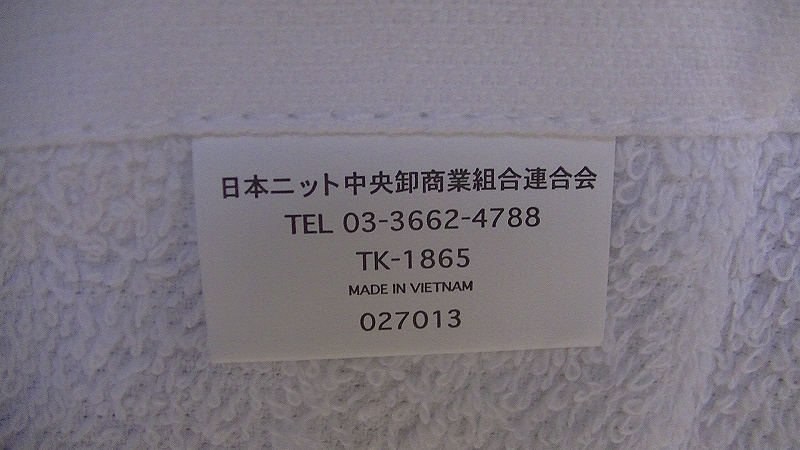 日本ニット中央卸商業組合連合会
TEL 03-3662-4788
TK-1865
MADE IN VIETNAM
027013